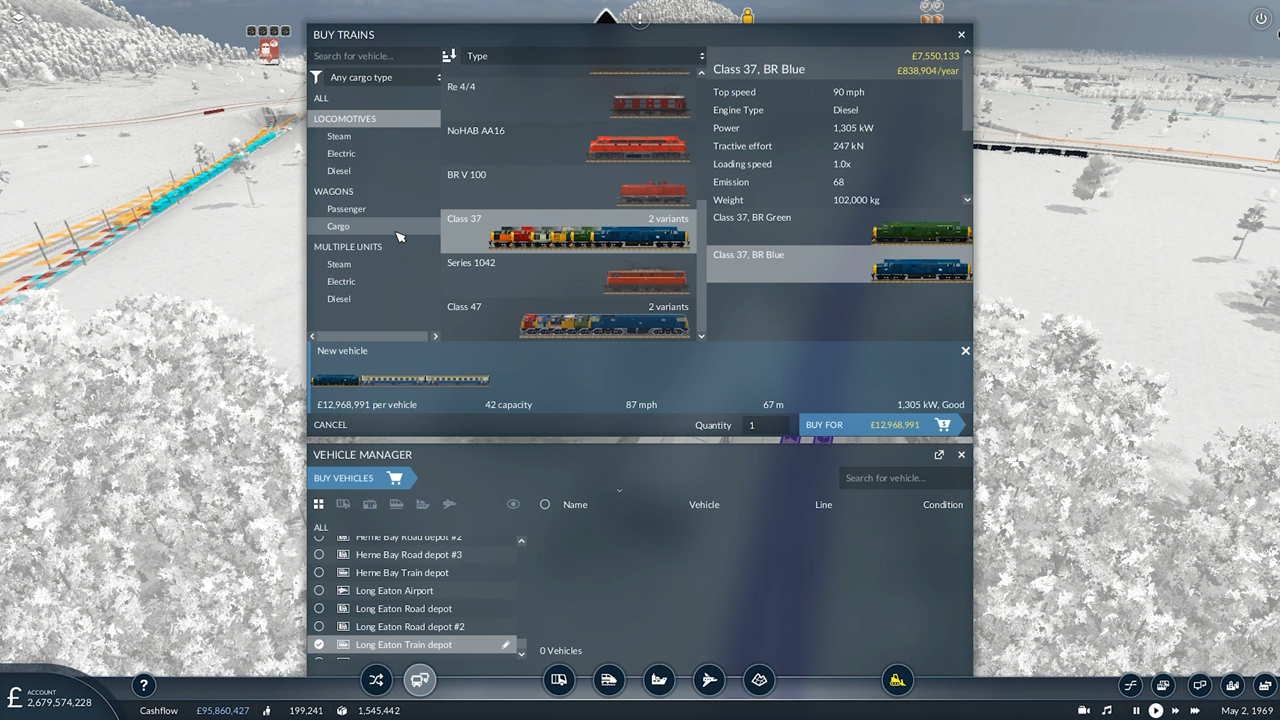 BUY TRAINS
Search for vehicle...
Type
Any cargo type
ALL
LOCOMOTIVES
Steam
Electric
Diesel
WAGONS
Passenger
Cargo
MULTIPLE UNITS
Steam
Electric
Diesel
Re 4/4
NoHAB AA16
BR V 100
Class 37 2 variants
Series 1042
Class 47 2 variants
£7,550,133
Class 37, BR Blue £838,904/year
Top speed 90 mph
Engine Type Diesel
Power 1,305 kW
Tractive effort 247 kN
Loading speed 1.0x
Emission 68
Weight 102,000 kg
Class 37, BR Green
Class 37, BR Blue
New vehicle
£12,968,991 per vehicle 42 capacity 87 mph 67 m 1,305 kW, Good
CANCEL Quantity 1 BUY FOR £12,968,991
VEHICLE MANAGER
BUY VEHICLES Search for vehicle...
Name Vehicle Line Condition
ALL
Herne Bay Road depot #2
Herne Bay Road depot #3
Herne Bay Train depot
Long Eaton Airport
Long Eaton Road depot
Long Eaton Road depot #2
Long Eaton Train depot
0 Vehicles
?
£ ACCOUNT
2,679,574,228
Cashflow £95,860,427 199,241 1,545,442 May 2, 1969